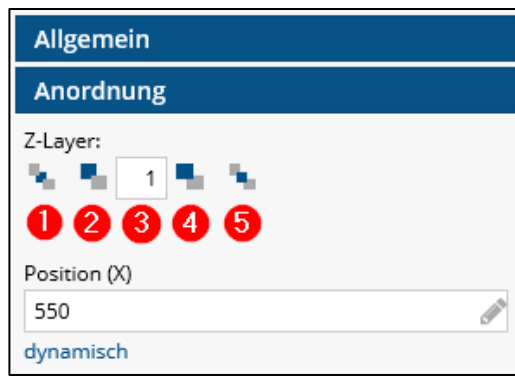 Allgemein
Anordnung
Z-Layer:
1
1 2 3 4 5
Position (X)
550
dynamisch